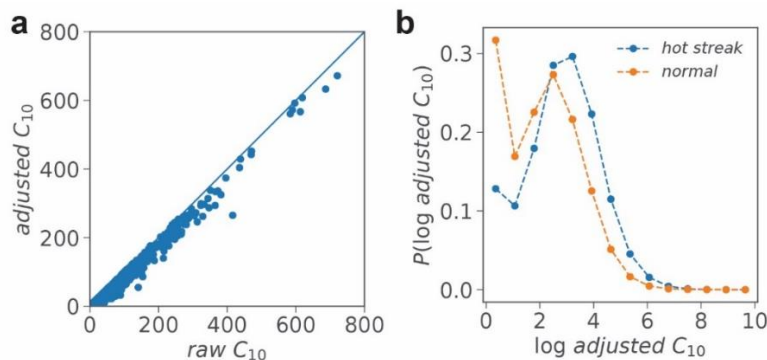 a
800
600
400
200
0
adjusted C₁₀
0 200 400 600 800
raw C₁₀
b
0.3
0.2
0.1
0.0
P(log adjusted C₁₀)
hot streak
normal
0 2 4 6 8 10
log adjusted C₁₀